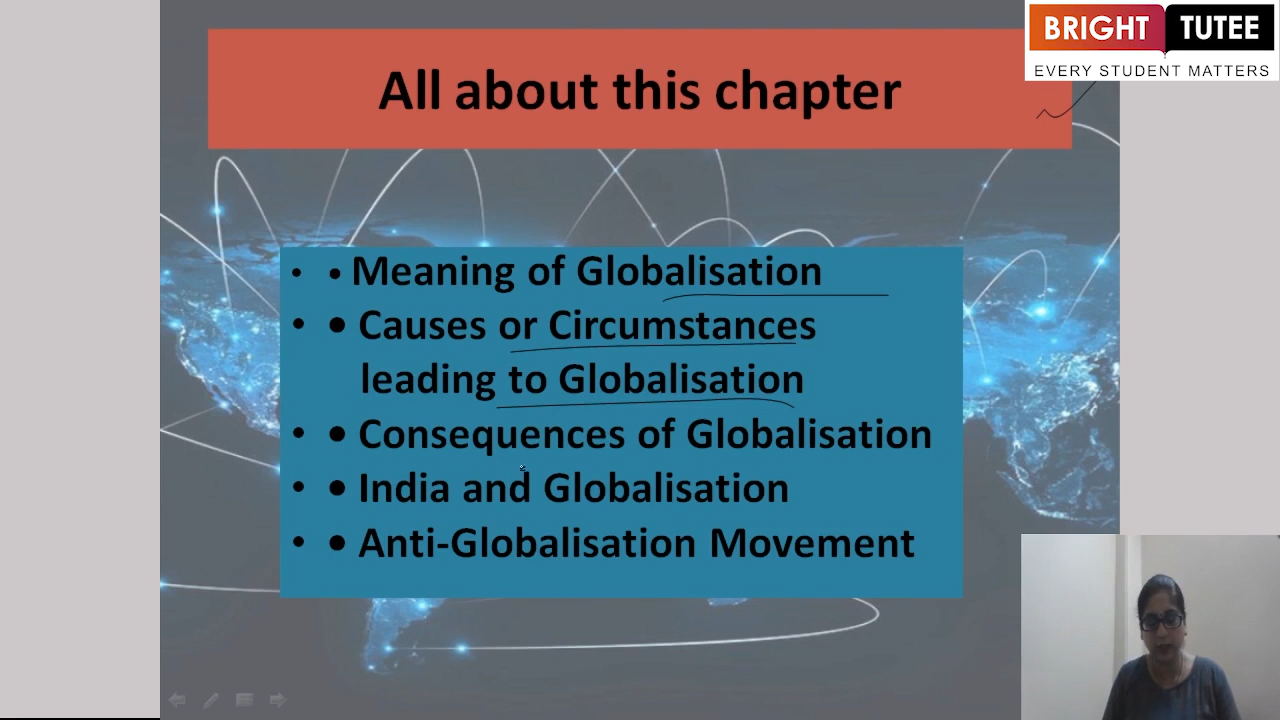 BRIGHT TUTEE
EVERY STUDENT MATTERS
All about this chapter
• • Meaning of Globalisation
• • Causes or Circumstances
leading to Globalisation
• • Consequences of Globalisation
• • India and Globalisation
• • Anti-Globalisation Movement